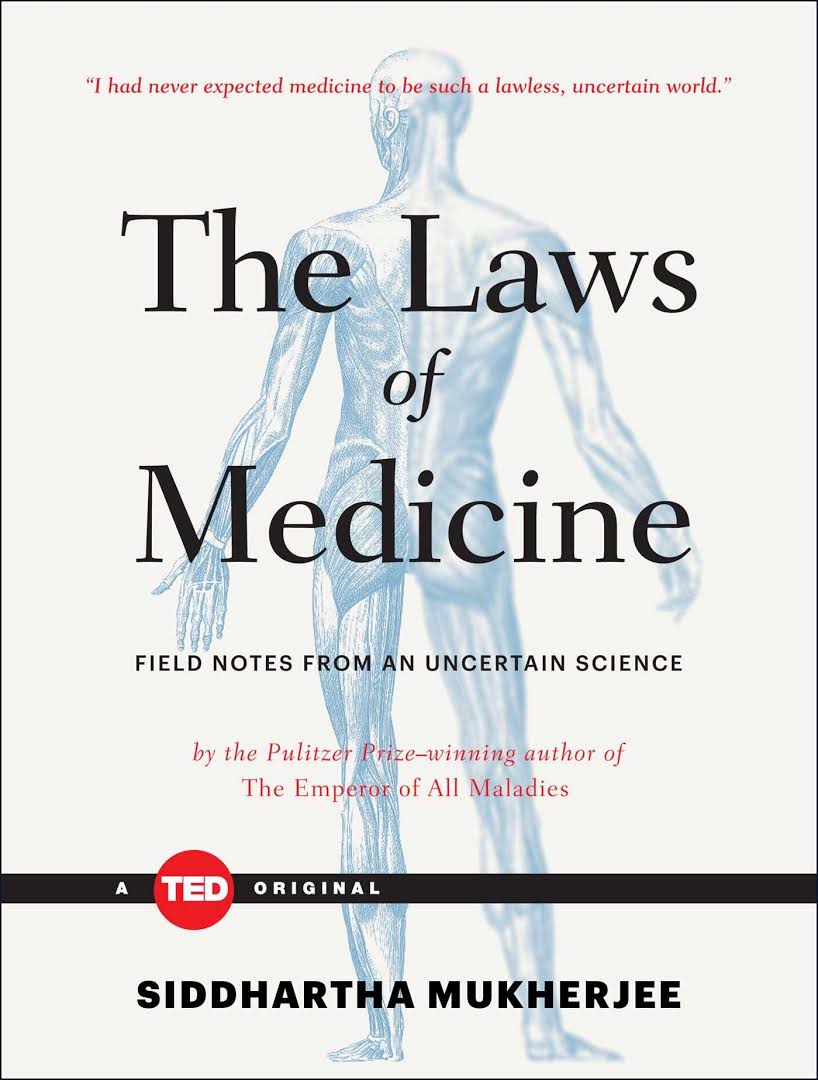 “I had never expected medicine to be such a lawless, uncertain world.”
The Laws
of
Medicine
FIELD NOTES FROM AN UNCERTAIN SCIENCE
by the Pulitzer Prize–winning author of
The Emperor of All Maladies
A TED ORIGINAL
SIDDHARTHA MUKHERJEE